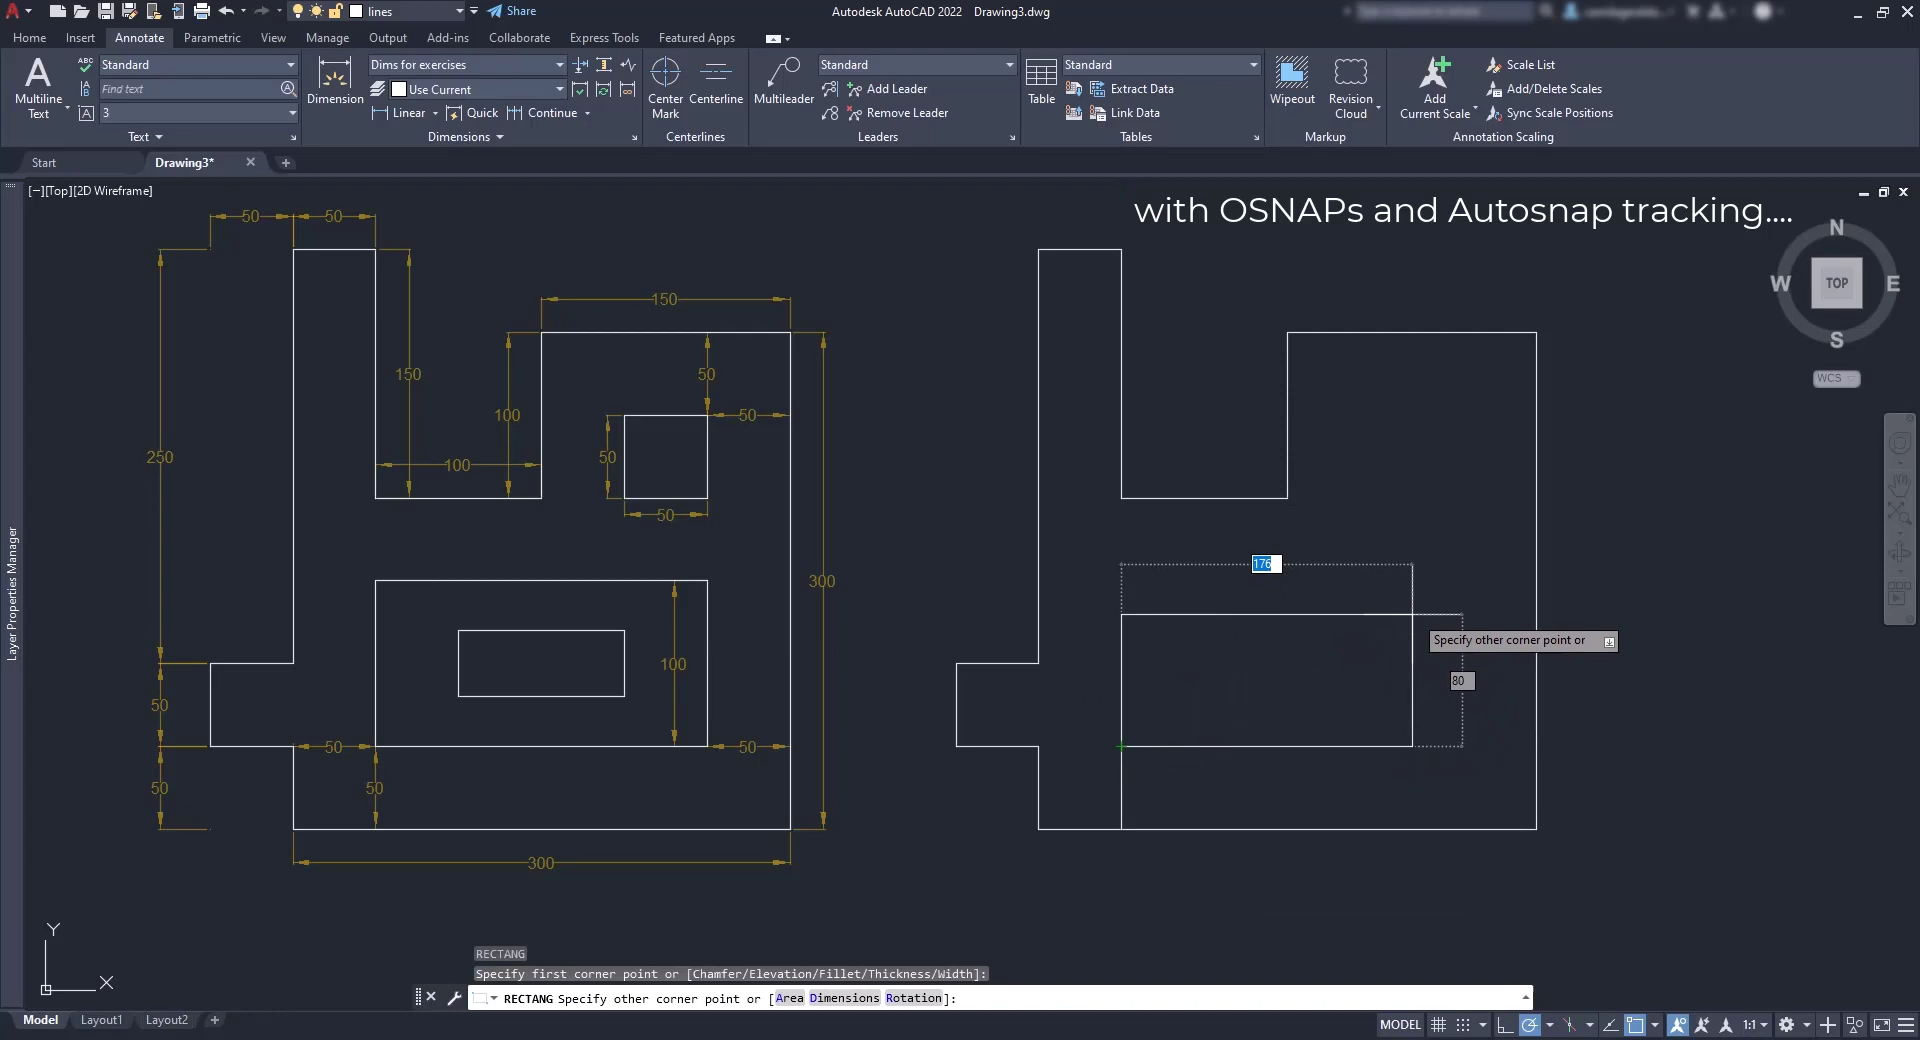 lines
Share
Autodesk AutoCAD 2022 Drawing3.dwg
Home Insert Annotate Parametric View Manage Output Add-ins Collaborate Express Tools Featured Apps
Multiline Text
ABC
Standard
Find text
A
3
Text
Dimension
Dims for exercises
Use Current
Linear
Quick
Continue
Dimensions
Center Mark
Centerline
Centerlines
Multileader
Standard
Add Leader
Remove Leader
Leaders
Table
Standard
Extract Data
Link Data
Tables
Wipeout
Revision Cloud
Markup
Add Current Scale
Scale List
Add/Delete Scales
Sync Scale Positions
Annotation Scaling
Start
Drawing3*
[−][Top][2D Wireframe]
with OSNAPs and Autosnap tracking....
N
W
TOP
E
S
WCS
50
50
150
150
50
100
50
250
100
50
50
300
100
50
50
50
50
50
300
176
Specify other corner point or
80
Layer Properties Manager
Y
X
RECTANG
Specify first corner point or [Chamfer/Elevation/Fillet/Thickness/Width]:
RECTANG Specify other corner point or [Area Dimensions Rotation]:
Model Layout1 Layout2
MODEL
1:1